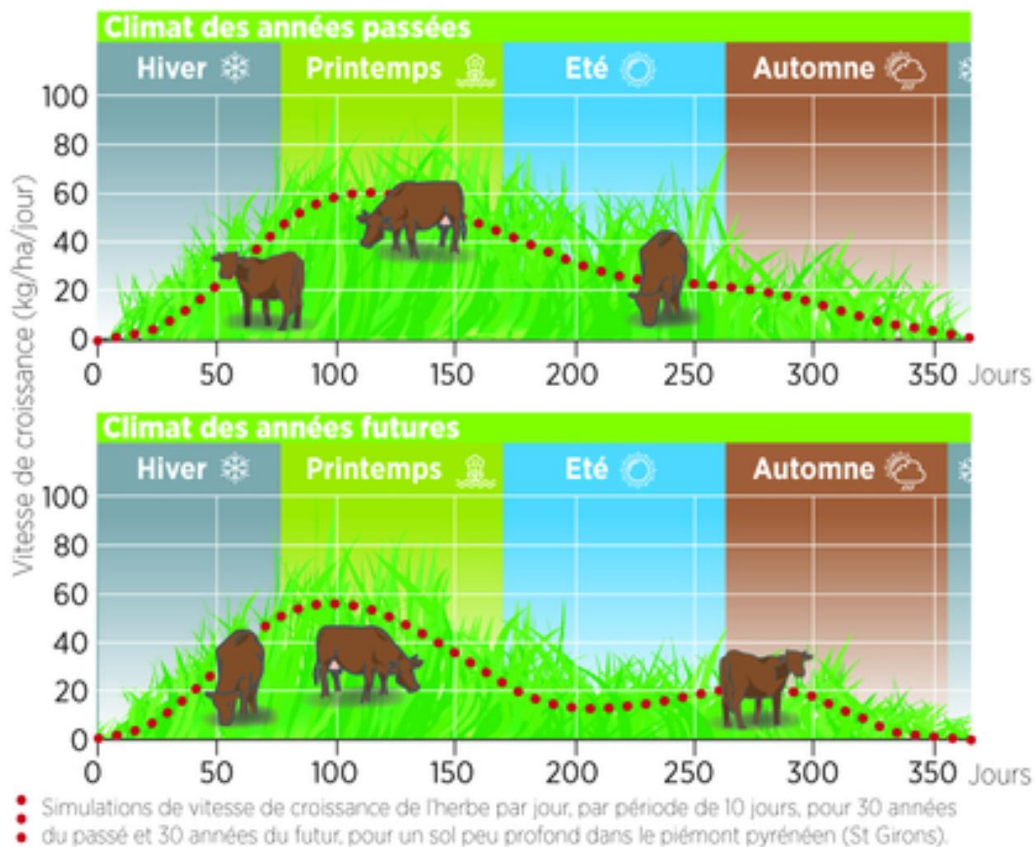 Climat des années passées
Hiver Printemps Eté Automne
Vitesse de croissance (kg/ha/jour)
100
80
60
40
20
0
0 50 100 150 200 250 300 350 Jours
Climat des années futures
Hiver Printemps Eté Automne
100
80
60
40
20
0
0 50 100 150 200 250 300 350 Jours
Simulations de vitesse de croissance de l'herbe par jour, par période de 10 jours, pour 30 années
du passé et 30 années du futur, pour un sol peu profond dans le piémont pyrénéen (St Girons).